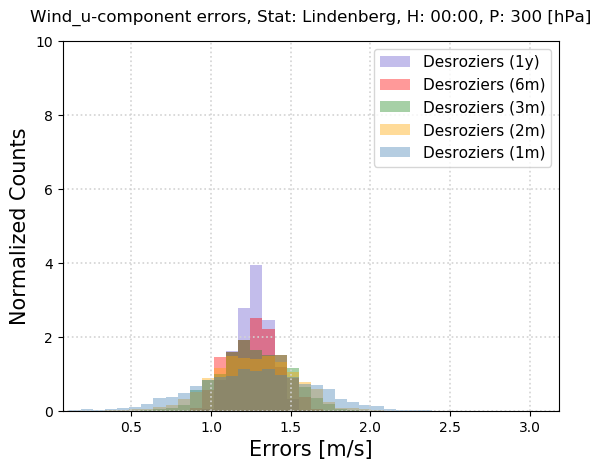 Wind_u-component errors, Stat: Lindenberg, H: 00:00, P: 300 [hPa]
10
8
6
4
2
0
Normalized Counts
Desroziers (1y)
Desroziers (6m)
Desroziers (3m)
Desroziers (2m)
Desroziers (1m)
0.5 1.0 1.5 2.0 2.5 3.0
Errors [m/s]